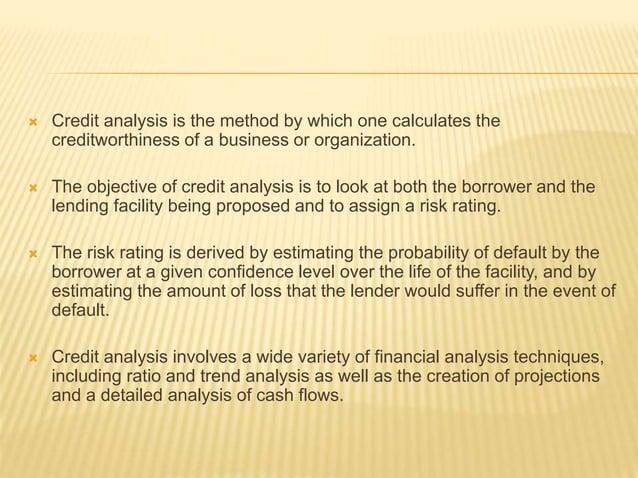 Credit analysis is the method by which one calculates the
creditworthiness of a business or organization.
The objective of credit analysis is to look at both the borrower and the
lending facility being proposed and to assign a risk rating.
The risk rating is derived by estimating the probability of default by the
borrower at a given confidence level over the life of the facility, and by
estimating the amount of loss that the lender would suffer in the event of
default.
Credit analysis involves a wide variety of financial analysis techniques,
including ratio and trend analysis as well as the creation of projections
and a detailed analysis of cash flows.